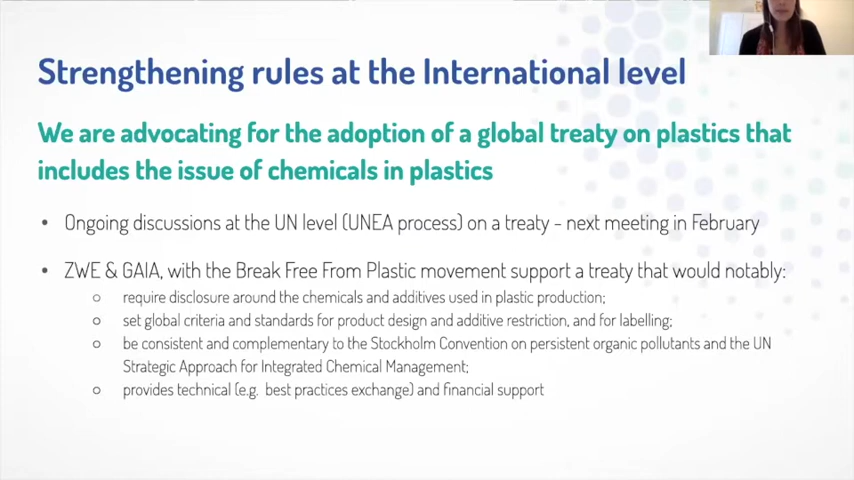 Strengthening rules at the International level
We are advocating for the adoption of a global treaty on plastics that
includes the issue of chemicals in plastics
• Ongoing discussions at the UN level (UNEA process) on a treaty - next meeting in February
• ZWE & GAIA, with the Break Free From Plastic movement support a treaty that would notably:
○ require disclosure around the chemicals and additives used in plastic production;
○ set global criteria and standards for product design and additive restriction, and for labelling;
○ be consistent and complementary to the Stockholm Convention on persistent organic pollutants and the UN
Strategic Approach for Integrated Chemical Management;
○ provides technical (e.g. best practices exchange) and financial support